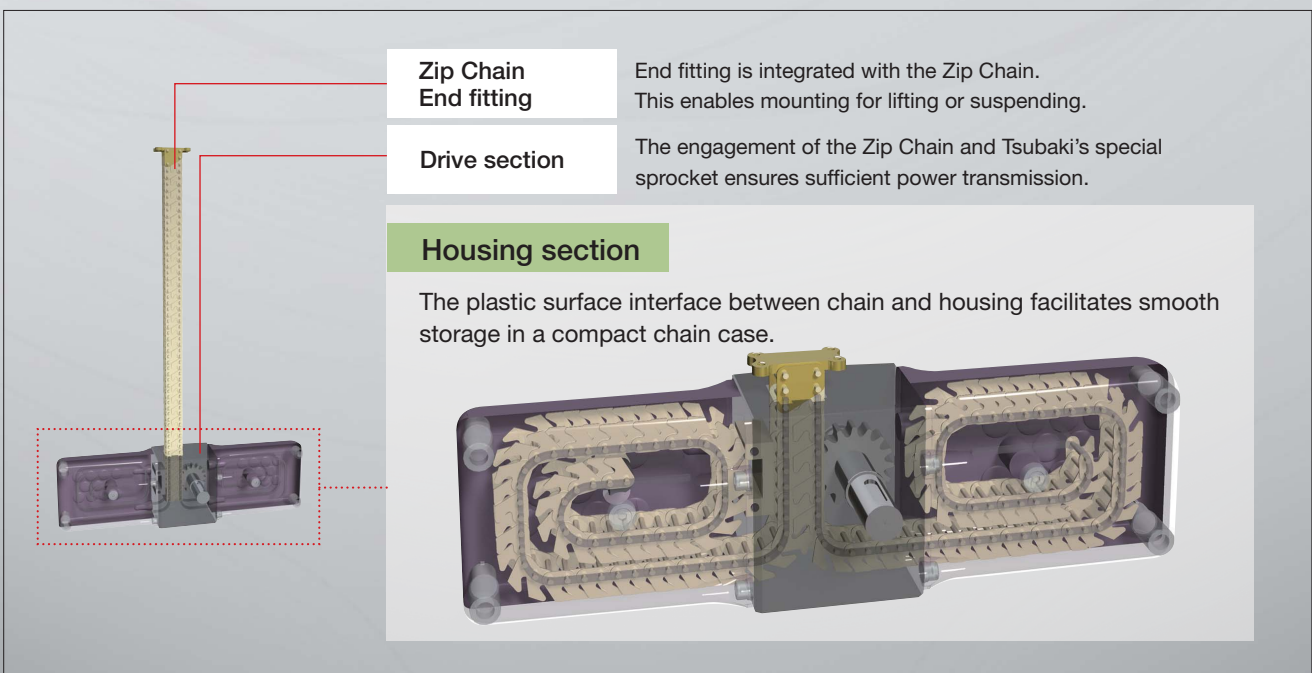 Zip Chain
End fitting
End fitting is integrated with the Zip Chain.
This enables mounting for lifting or suspending.
Drive section
The engagement of the Zip Chain and Tsubaki’s special
sprocket ensures sufficient power transmission.
Housing section
The plastic surface interface between chain and housing facilitates smooth
storage in a compact chain case.